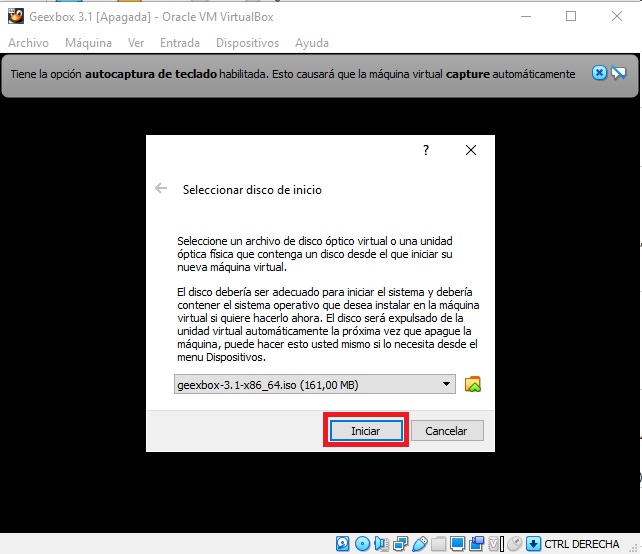 Geexbox 3.1 [Apagada] - Oracle VM VirtualBox
Archivo Máquina Ver Entrada Dispositivos Ayuda
Tiene la opción autocaptura de teclado habilitada. Esto causará que la máquina virtual capture automáticamente
?
Seleccionar disco de inicio
Seleccione un archivo de disco óptico virtual o una unidad
óptica física que contenga un disco desde el que iniciar su
nueva máquina virtual.
El disco debería ser adecuado para iniciar el sistema y debería
contener el sistema operativo que desea instalar en la máquina
virtual si quiere hacerlo ahora. El disco será expulsado de la
unidad virtual automáticamente la próxima vez que apague la
máquina, puede hacer esto usted mismo si lo necesita desde el
menu Dispositivos.
geexbox-3.1-x86_64.iso (161,00 MB)
Iniciar Cancelar
CTRL DERECHA